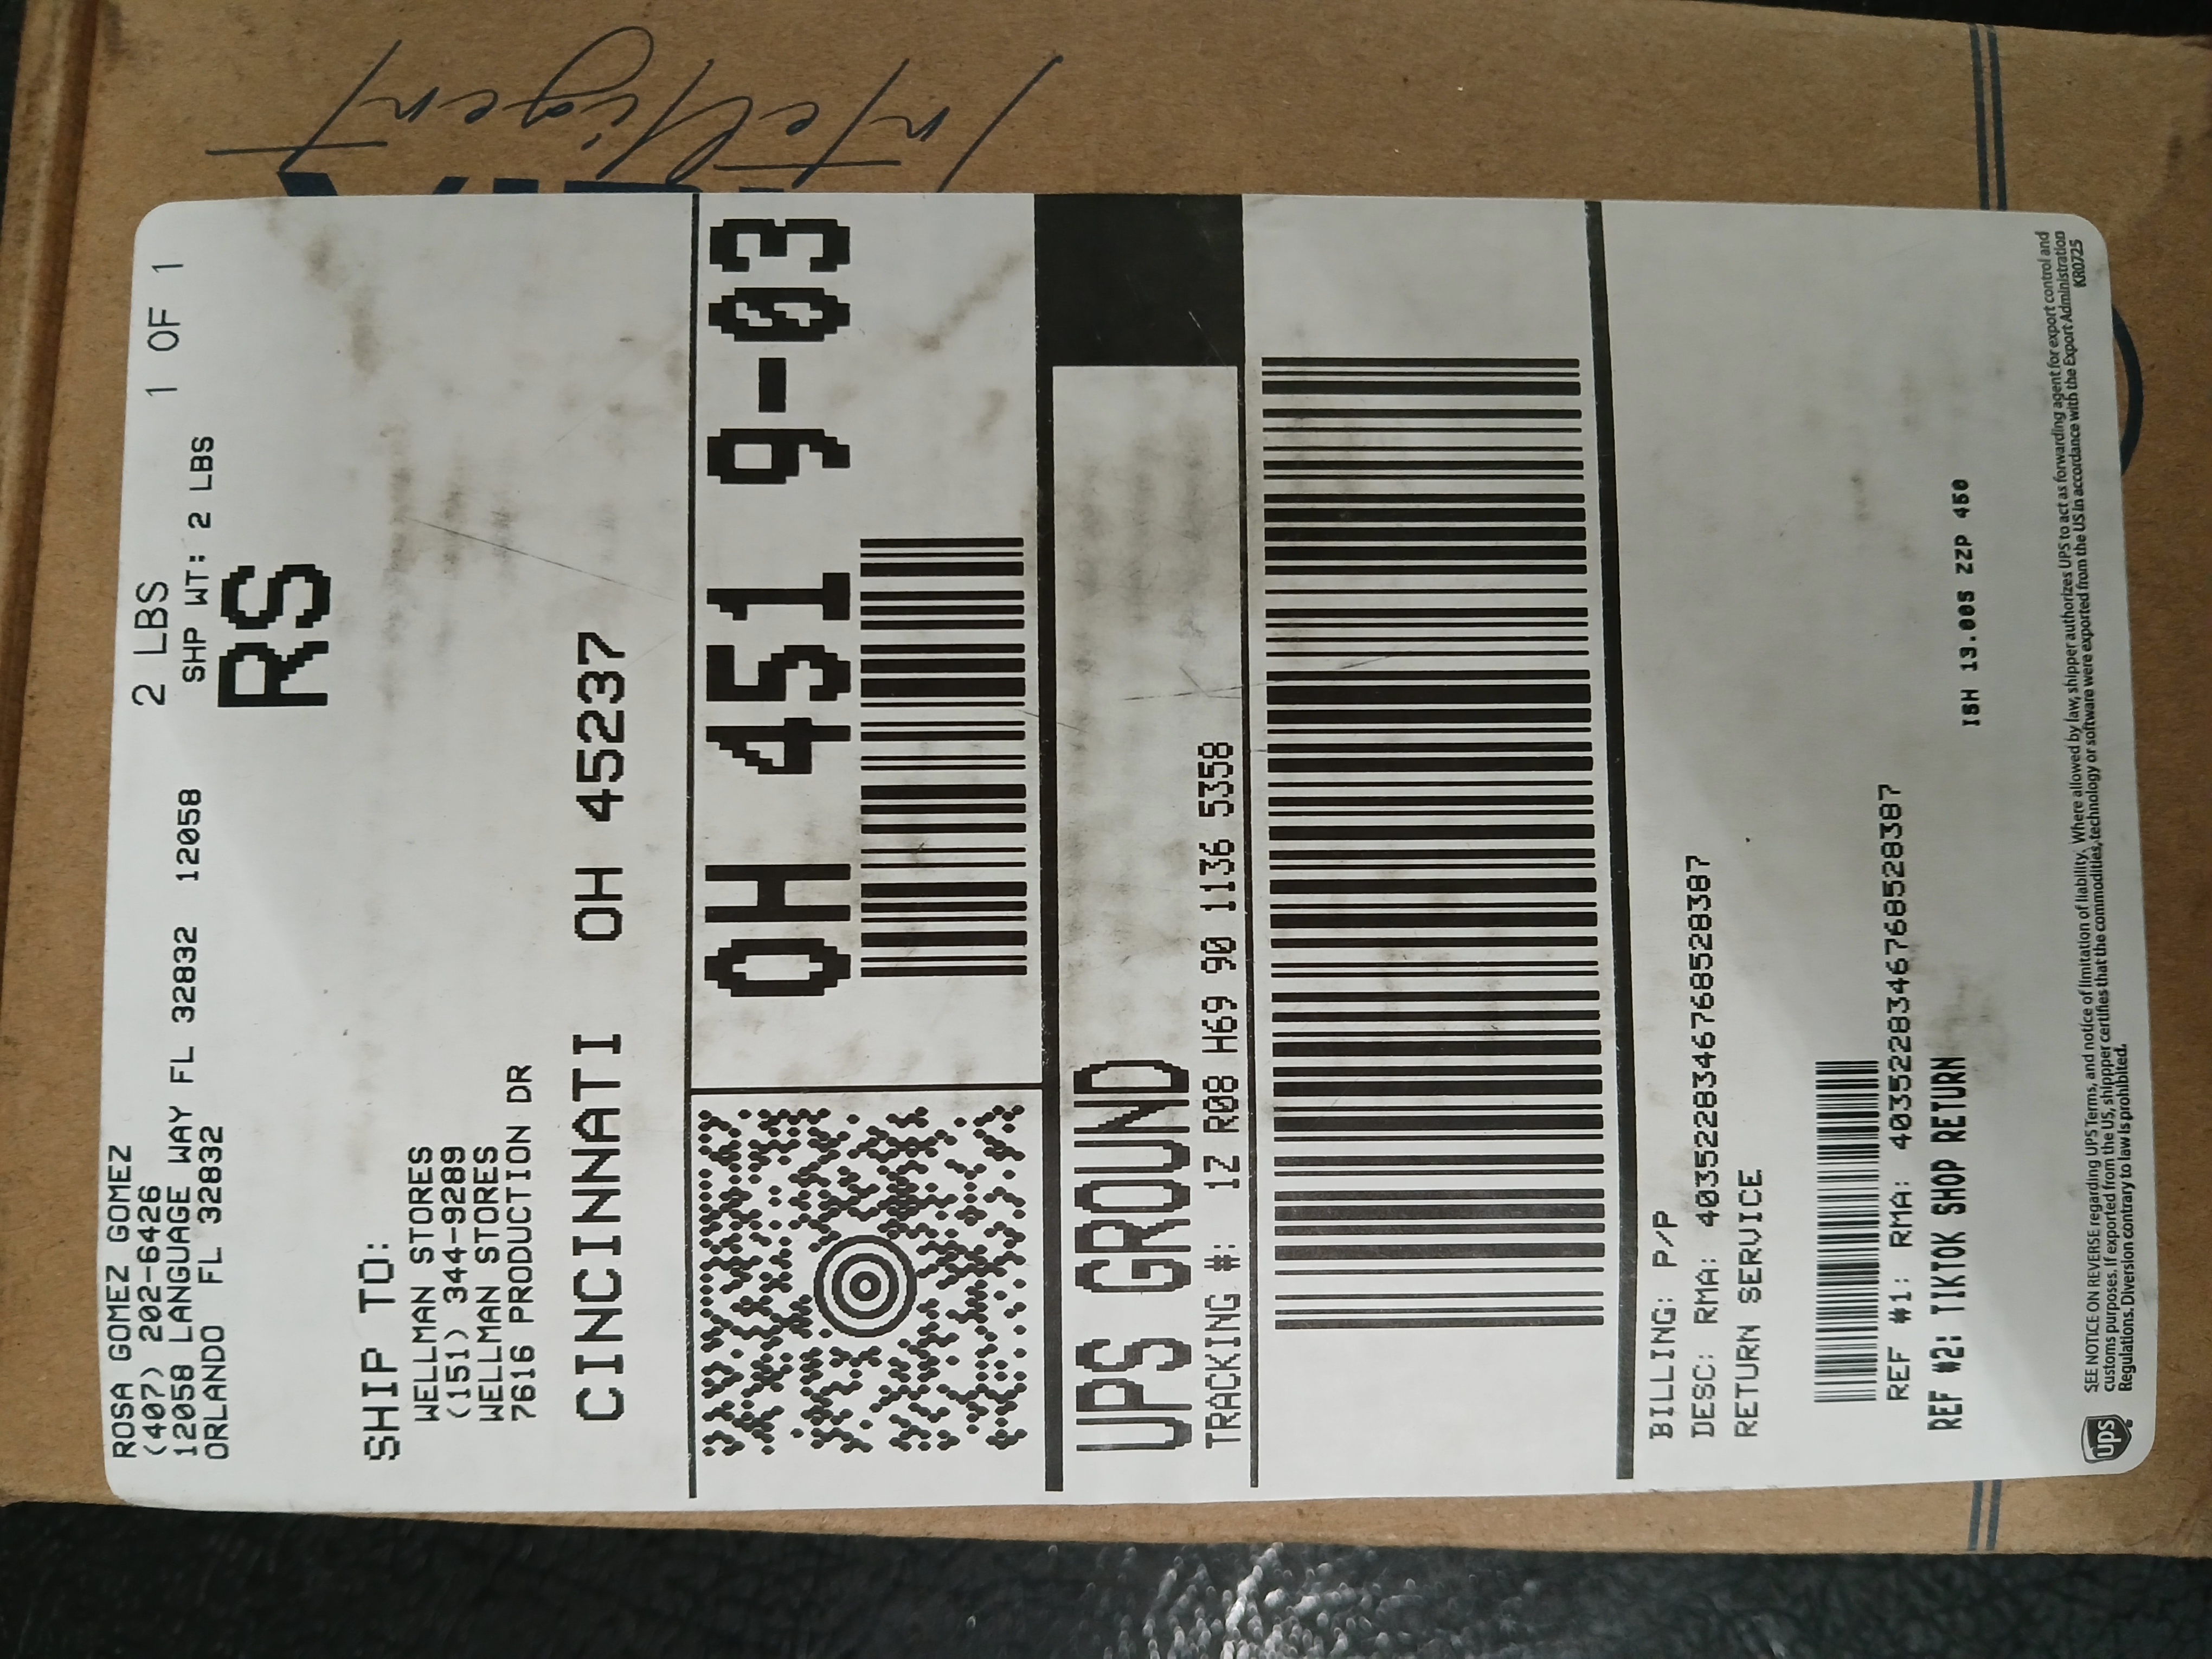 Intelligent
ROSA GOMEZ GOMEZ
(407) 202-6426
12058 LANGUAGE WAY FL 32832 12058
ORLANDO FL 32832
2 LBS
1 OF 1
SHP WT: 2 LBS
RS
SHIP TO:
WELLMAN STORES
(151) 344-9289
WELLMAN STORES
7616 PRODUCTION DR
CINCINNATI OH 45237
OH 451 9-03
UPS GROUND
TRACKING #: 1Z R08 H69 90 1136 5358
BILLING: P/P
DESC: RMA: 4035228346768528387
RETURN SERVICE
REF #1: RMA: 4035228346768528387
REF #2: TIKTOK SHOP RETURN
ISH 13.00S ZZP 450
ups
SEE NOTICE ON REVERSE regarding UPS Terms, and notice of limitation of liability. Where allowed by law, shipper authorizes UPS to act as forwarding agent for export control and
customs purposes. If exported from the US, shipper certifies that the commodities, technology or software were exported from the US in accordance with the Export Administration
Regulations. Diversion contrary to law is prohibited.
KR0725